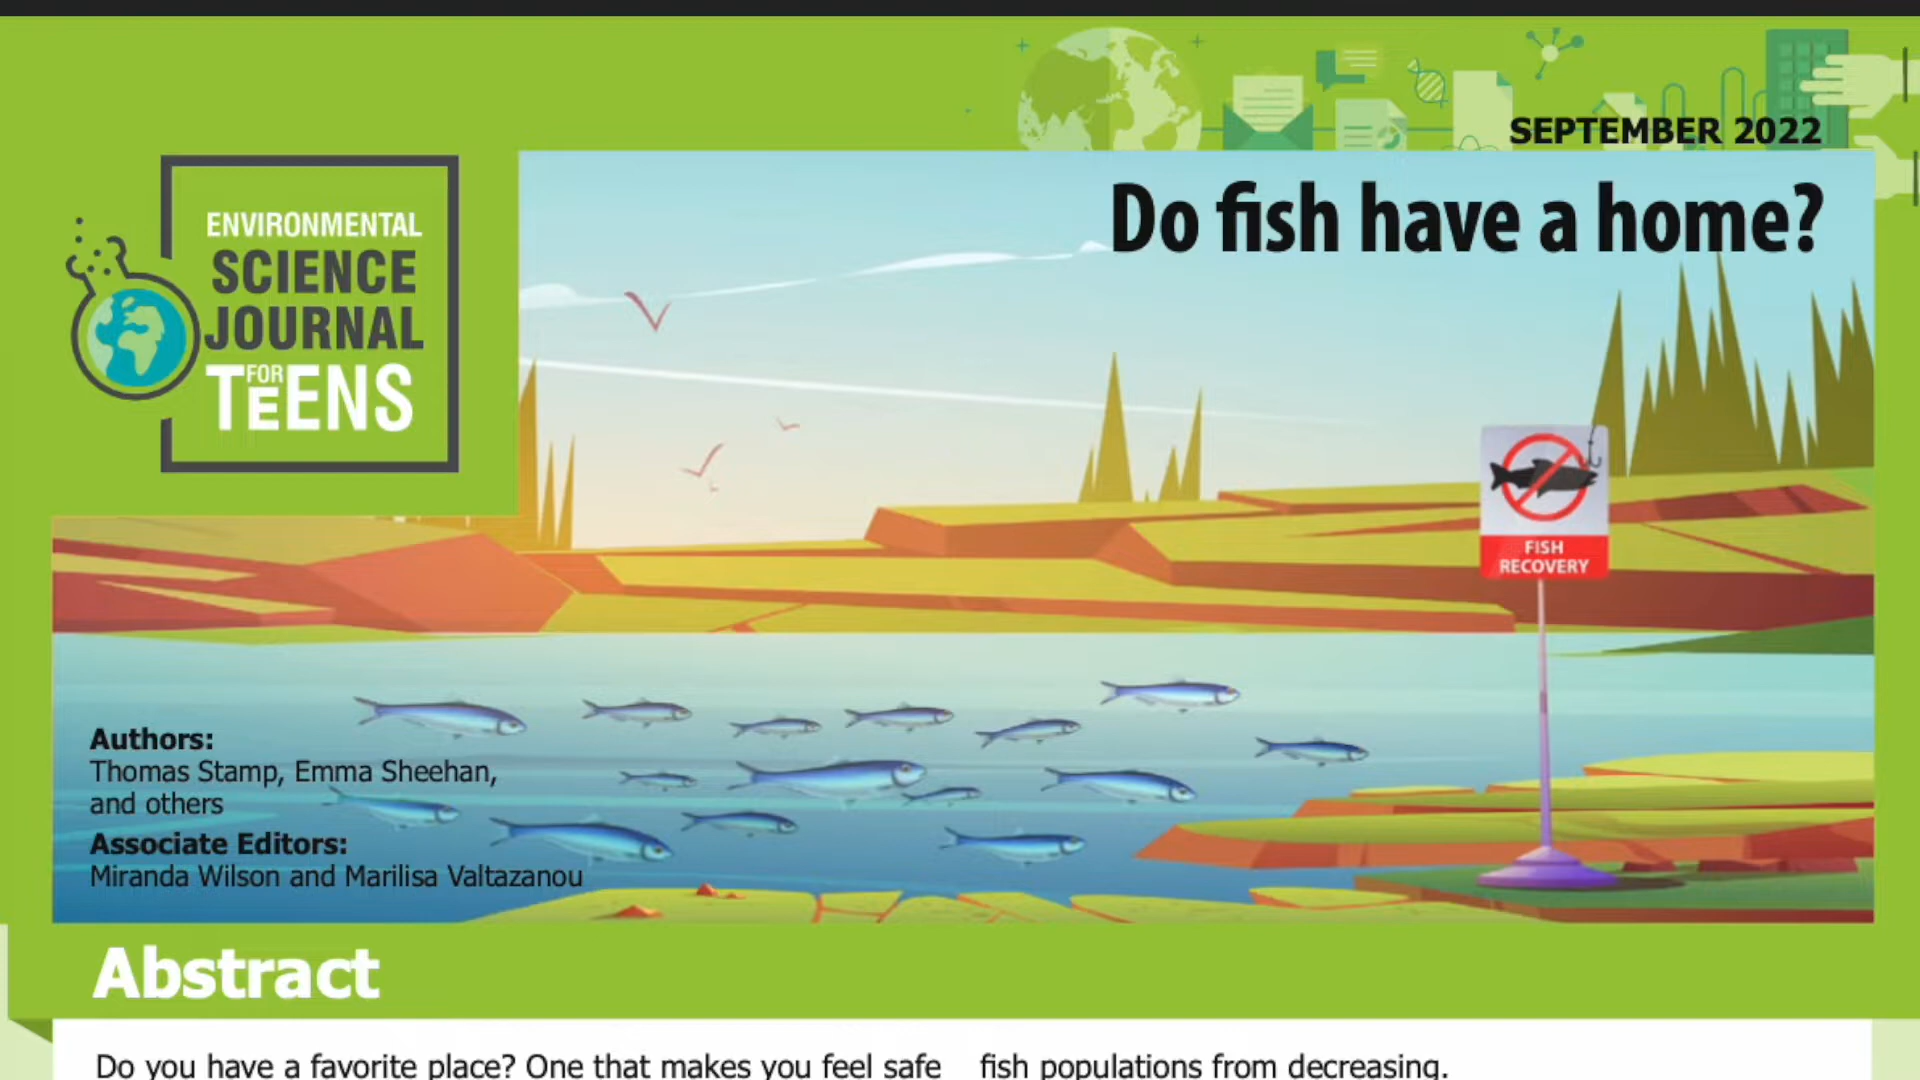 SEPTEMBER 2022
Do fish have a home?
ENVIRONMENTAL
SCIENCE
JOURNAL
FOR
TEENS
FISH
RECOVERY
Authors:
Thomas Stamp, Emma Sheehan,
and others
Associate Editors:
Miranda Wilson and Marilisa Valtazanou
Abstract
Do you have a favorite place? One that makes you feel safe
fish populations from decreasing.